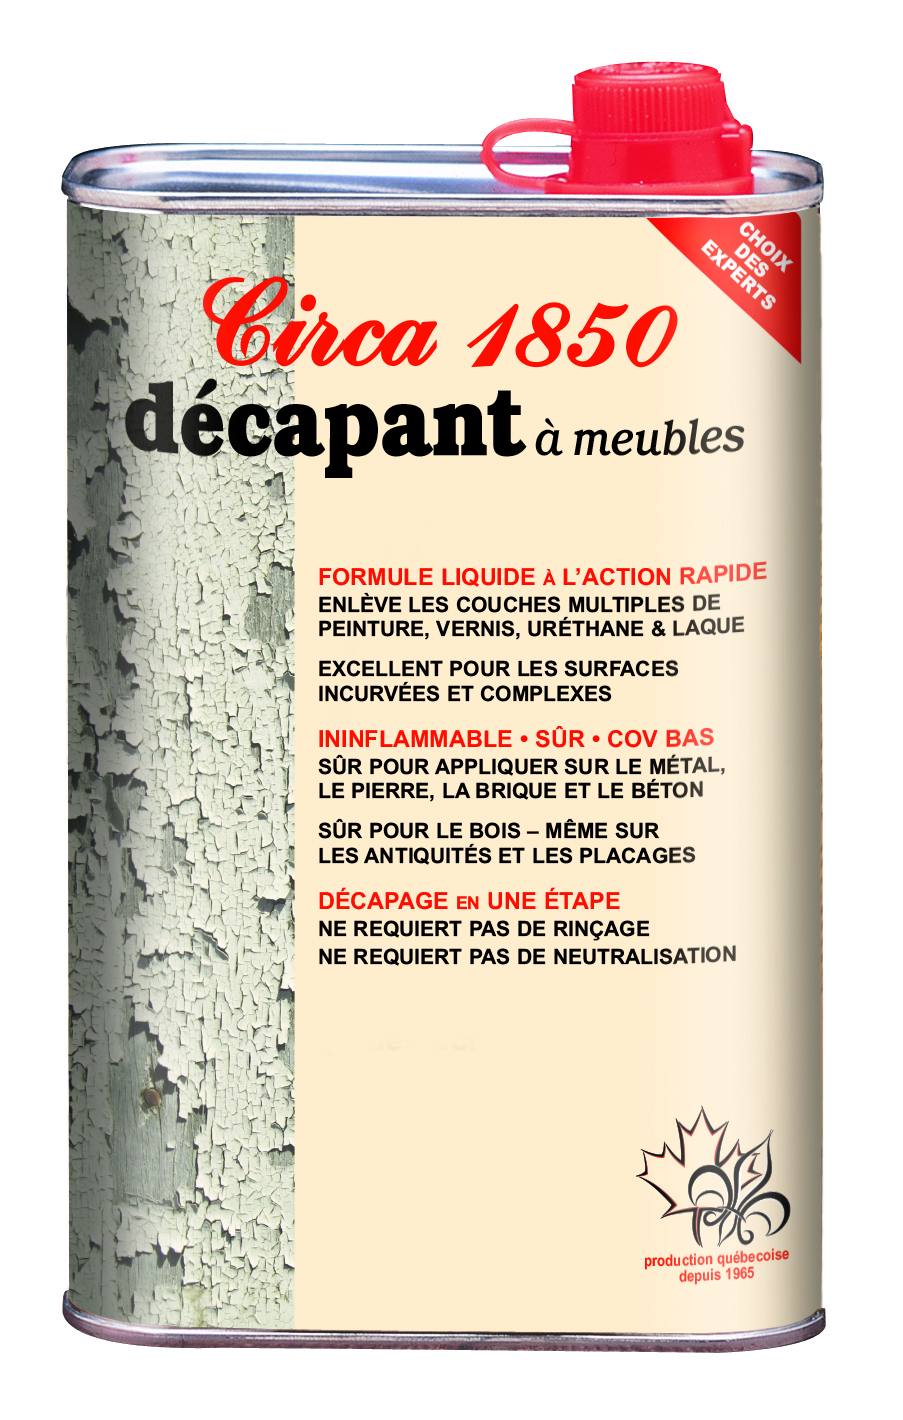 CHOIX
DES
EXPERTS
Circa 1850
décapant à meubles
FORMULE LIQUIDE À L'ACTION RAPIDE
ENLÈVE LES COUCHES MULTIPLES DE
PEINTURE, VERNIS, URÉTHANE & LAQUE
EXCELLENT POUR LES SURFACES
INCURVÉES ET COMPLEXES
ININFLAMMABLE • SÛR • COV BAS
SÛR POUR APPLIQUER SUR LE MÉTAL,
LE PIERRE, LA BRIQUE ET LE BÉTON
SÛR POUR LE BOIS – MÊME SUR
LES ANTIQUITÉS ET LES PLACAGES
DÉCAPAGE EN UNE ÉTAPE
NE REQUIERT PAS DE RINÇAGE
NE REQUIERT PAS DE NEUTRALISATION
production québecoise
depuis 1965